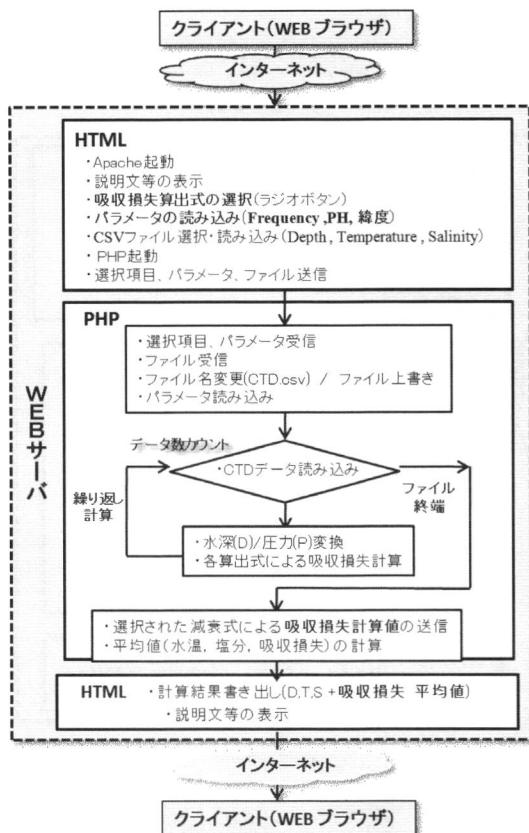 クライアント(WEB ブラウザ)
インターネット
HTML
・Apache起動
・説明文等の表示
・吸収損失算出式の選択(ラジオボタン)
・パラメータの読み込み(Frequency ,PH, 緯度)
・CSVファイル選択・読み込み(Depth , Temperature , Salinity)
・PHP起動
・選択項目、パラメータ、ファイル送信
WEBサーバ
PHP
・選択項目、パラメータ受信
・ファイル受信
・ファイル名変更(CTD.csv) / ファイル上書き
・パラメータ読み込み
データ数カウント
・CTDデータ読み込み
繰り返し
計算
ファイル
終端
・水深(D)/圧力(P)変換
・各算出式による吸収損失計算
・選択された減衰式による吸収損失計算値の送信
・平均値(水温, 塩分, 吸収損失)の計算
HTML ・計算結果書き出し(D,T,S + 吸収損失 平均値)
・説明文等の表示
インターネット
クライアント(WEB ブラウザ)